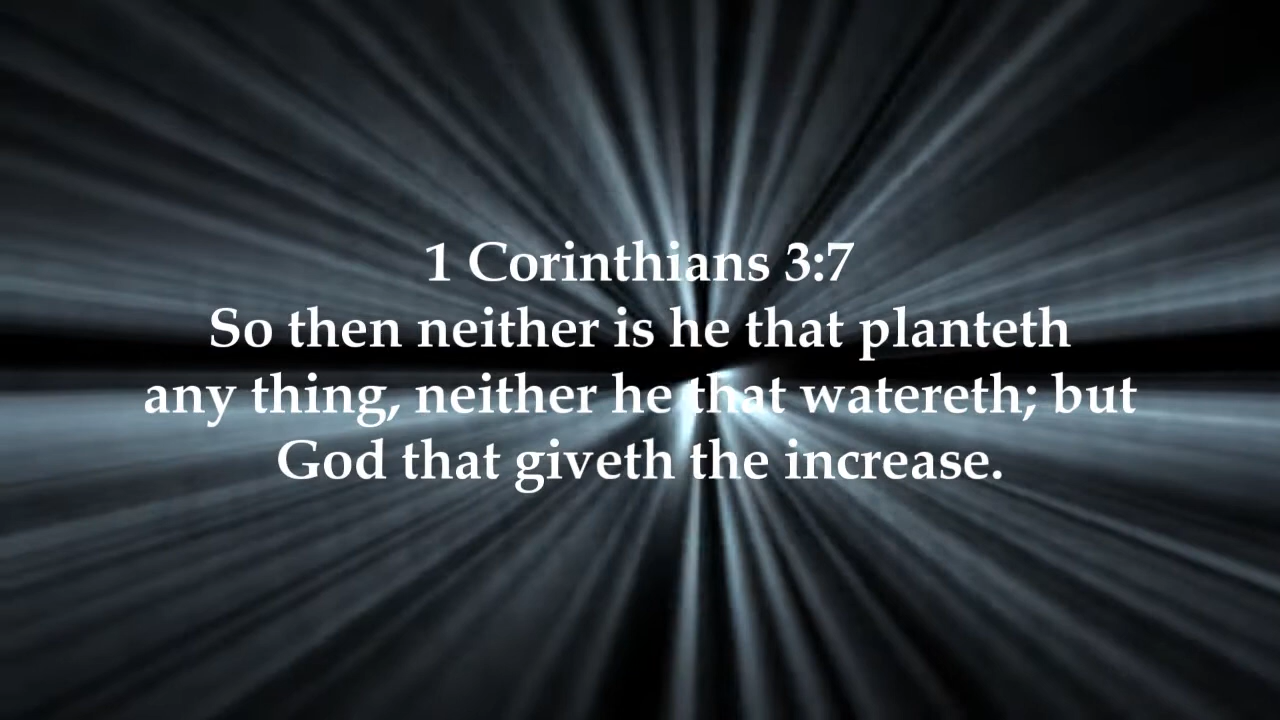 1 Corinthians 3:7
So then neither is he that planteth
any thing, neither he that watereth; but
God that giveth the increase.